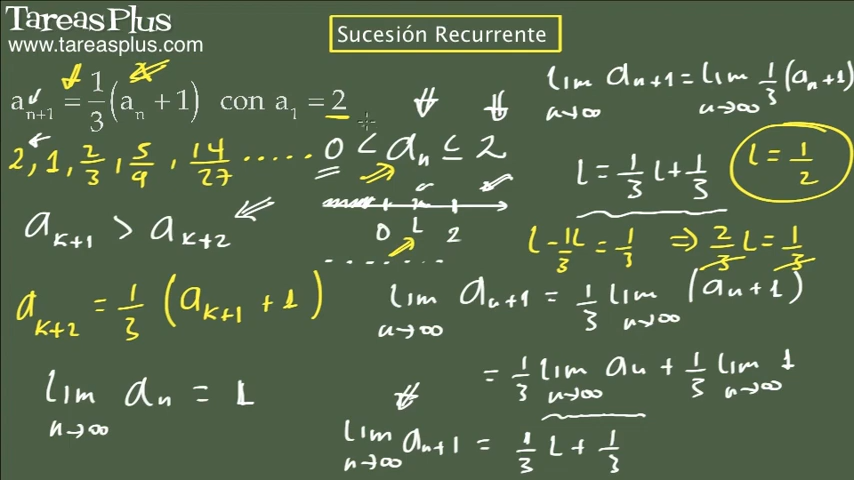 TareasPlus
www.tareasplus.com
Sucesión Recurrente
a_{n+1} = 1/3 (a_n + 1) con a_1 = 2
2, 1, 2/3, 5/9, 14/27 .....
0 < a_n ≤ 2
0 L 2
a_{k+1} > a_{k+2}
a_{k+2} = 1/3 (a_{k+1} + 1)
lim_{n→∞} a_n = L
lim_{n→∞} a_{n+1} = lim_{n→∞} 1/3 (a_n + 1)
L = 1/3 L + 1/3
L = 1/2
L - 1L/3 = 1/3 ⇒ 2/3 L = 1/3
lim_{n→∞} a_{n+1} = 1/3 lim_{n→∞} (a_n + 1)
= 1/3 lim_{n→∞} a_n + 1/3 lim_{n→∞} 1
lim_{n→∞} a_{n+1} = 1/3 L + 1/3